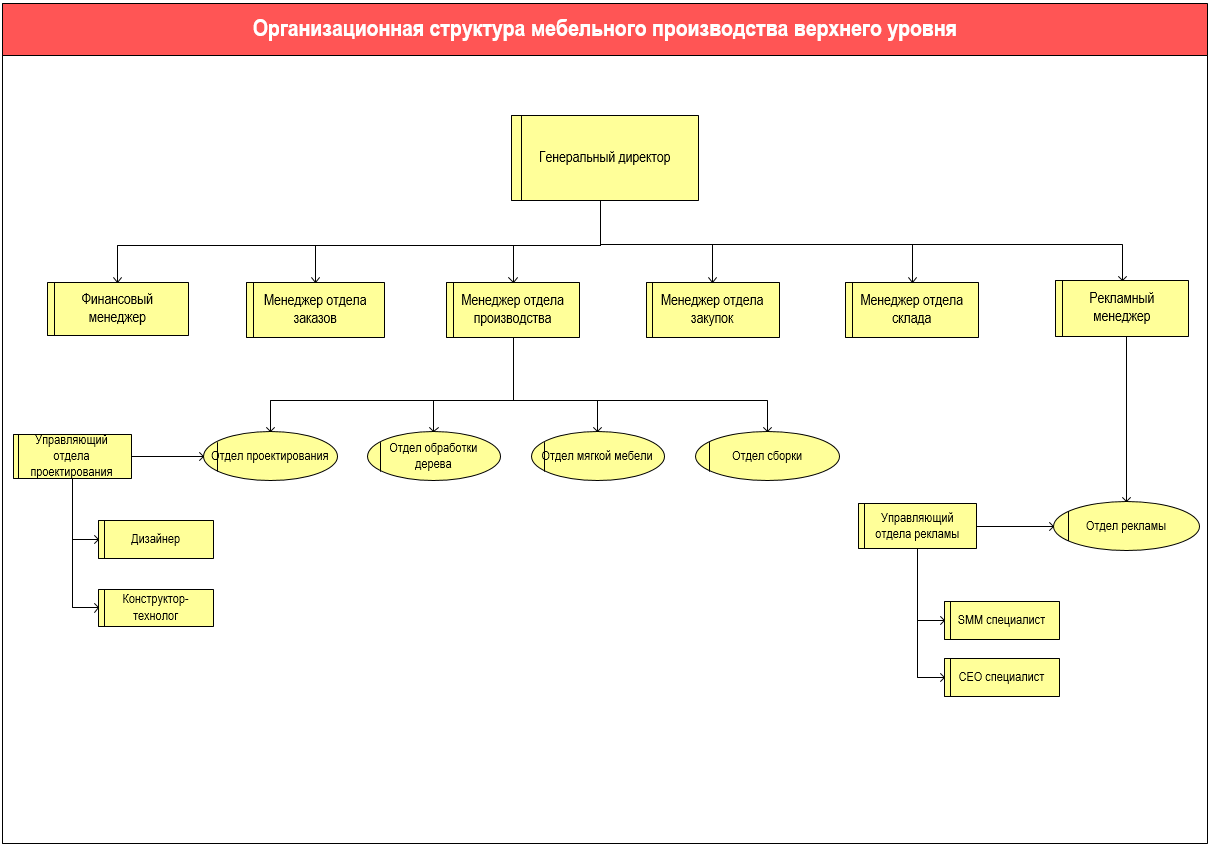 Организационная структура мебельного производства верхнего уровня
Генеральный директор
Финансовый
менеджер
Менеджер отдела
заказов
Менеджер отдела
производства
Менеджер отдела
закупок
Менеджер отдела
склада
Рекламный
менеджер
Управляющий
отдела
проектирования
Отдел проектирования
Отдел обработки
дерева
Отдел мягкой мебели
Отдел сборки
Управляющий
отдела рекламы
Отдел рекламы
Дизайнер
Конструктор-
технолог
SMM специалист
CEO специалист